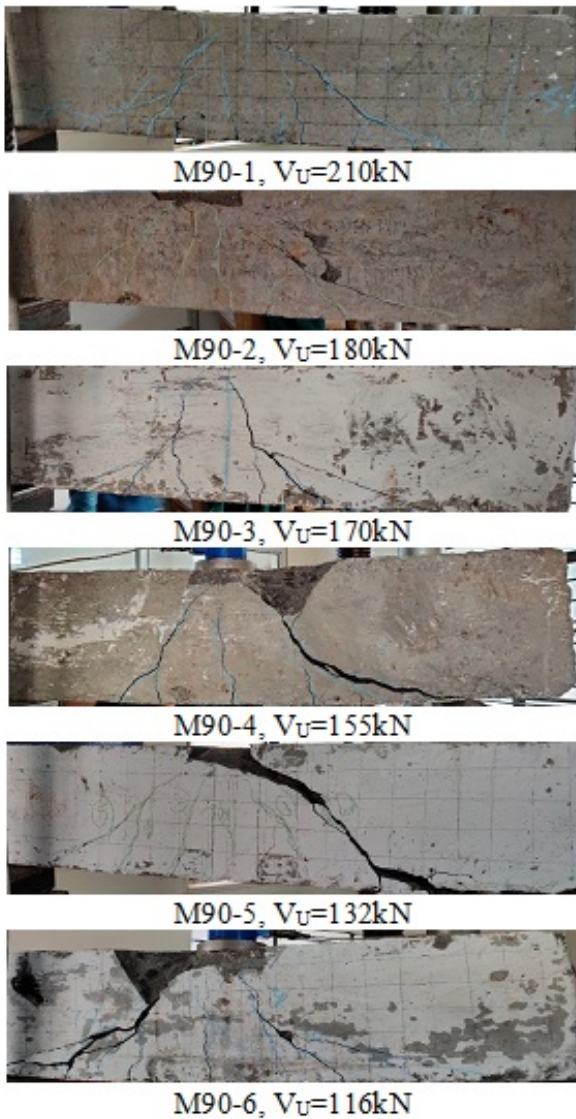 M90-1, VU=210kN
M90-2, VU=180kN
M90-3, VU=170kN
M90-4, VU=155kN
M90-5, VU=132kN
M90-6, VU=116kN